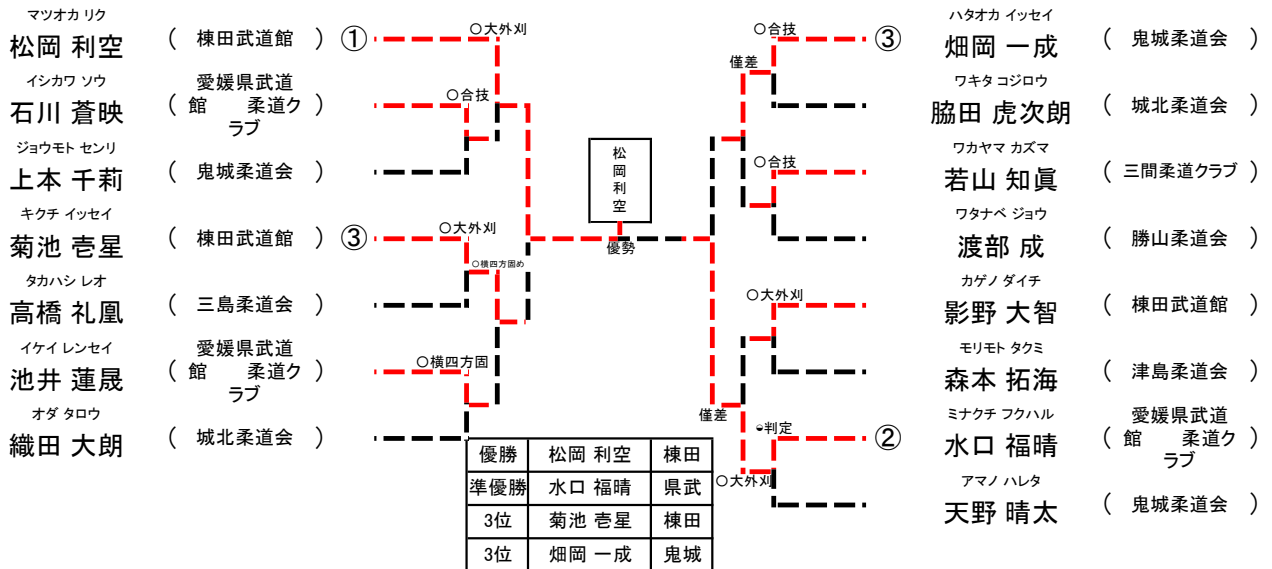 マツオカ リク
松岡 利空
( 棟田武道館 )
①
○大外刈
イシカワ ソウ
石川 蒼映
愛媛県武道
( 館 柔道ク )
ラブ
○合技
ジョウモト センリ
上本 千莉
( 鬼城柔道会 )
キクチ イッセイ
菊池 壱星
( 棟田武道館 )
③
○大外刈
○横四方固め
タカハシ レオ
高橋 礼凰
( 三島柔道会 )
イケイ レンセイ
池井 蓮晟
愛媛県武道
( 館 柔道ク )
ラブ
○横四方固
オダ タロウ
織田 大朗
( 城北柔道会 )
松
岡
利
空
優勢
○合技
③
ハタオカ イッセイ
畑岡 一成
( 鬼城柔道会 )
僅差
ワキタ コジロウ
脇田 虎次朗
( 城北柔道会 )
○合技
ワカヤマ カズマ
若山 知眞
( 三間柔道クラブ )
ワタナベ ジョウ
渡部 成
( 勝山柔道会 )
○大外刈
カゲノ ダイチ
影野 大智
( 棟田武道館 )
モリモト タクミ
森本 拓海
( 津島柔道会 )
僅差
判定
②
ミナクチ フクハル
水口 福晴
愛媛県武道
( 館 柔道ク )
ラブ
○大外刈
アマノ ハレタ
天野 晴太
( 鬼城柔道会 )
優勝 松岡 利空 棟田
準優勝 水口 福晴 県武
3位 菊池 壱星 棟田
3位 畑岡 一成 鬼城